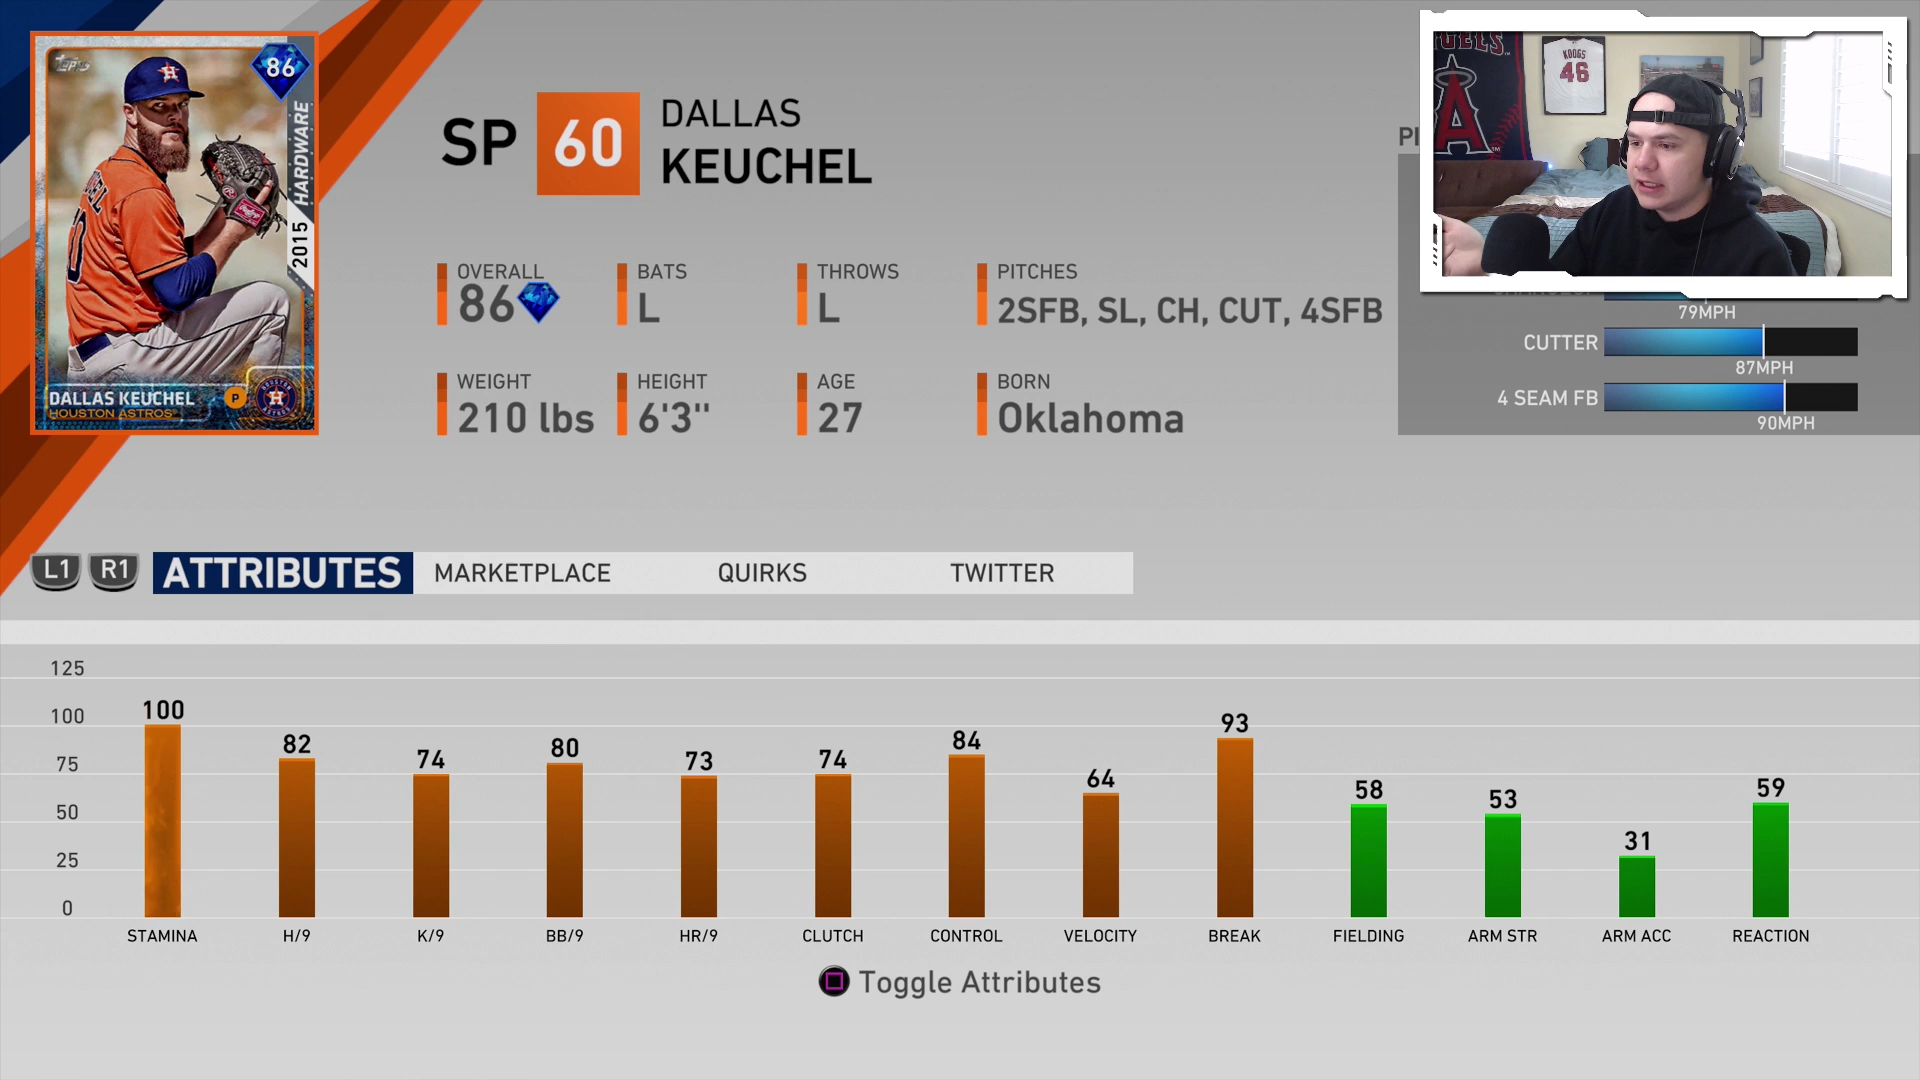 Topps
86
HARDWARE
2015
DALLAS KEUCHEL
P
HOUSTON ASTROS
SP
60
DALLAS
KEUCHEL
OVERALL
86
BATS
L
THROWS
L
PITCHES
2SFB, SL, CH, CUT, 4SFB
WEIGHT
210 lbs
HEIGHT
6'3"
AGE
27
BORN
Oklahoma
PI
KOOGS
46
A
79MPH
CUTTER
87MPH
4 SEAM FB
90MPH
L1 R1 ATTRIBUTES MARKETPLACE QUIRKS TWITTER
125
100
75
50
25
0
100 82 74 80 73 74 84 64 93 58 53 31 59
STAMINA H/9 K/9 BB/9 HR/9 CLUTCH CONTROL VELOCITY BREAK FIELDING ARM STR ARM ACC REACTION
Toggle Attributes